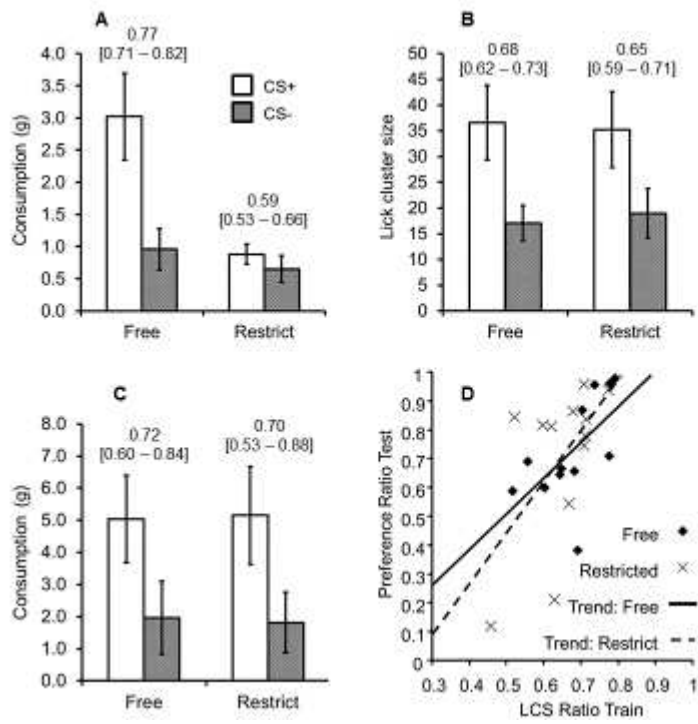 A
0.77
[0.71 – 0.82]
4.0
3.5
3.0
2.5
2.0
1.5
1.0
0.5
0.0
Consumption (g)
CS+
CS-
0.59
[0.53 – 0.66]
Free
Restrict
B
0.68
[0.62 – 0.73]
0.65
[0.59 – 0.71]
50
45
40
35
30
25
20
15
10
5
0
Lick cluster size
Free
Restrict
C
0.72
[0.60 – 0.84]
0.70
[0.53 – 0.88]
8.0
7.0
6.0
5.0
4.0
3.0
2.0
1.0
0.0
Consumption (g)
Free
Restrict
D
1
0.9
0.8
0.7
0.6
0.5
0.4
0.3
0.2
0.1
0
Preference Ratio Test
Free
Restricted
Trend: Free
Trend: Restrict
0.3 0.4 0.5 0.6 0.7 0.8 0.9 1
LCS Ratio Train